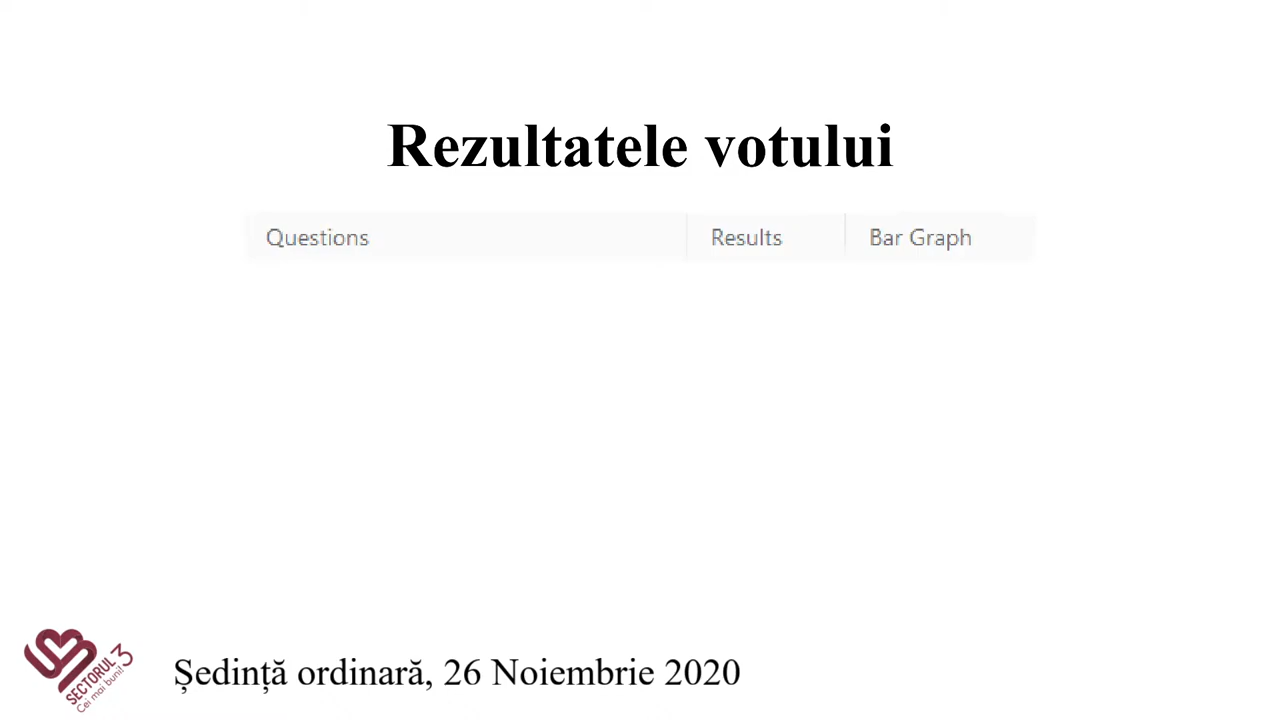 Rezultatele votului
Questions Results Bar Graph
SECTORUL 3
Cei mai buni!
Ședință ordinară, 26 Noiembrie 2020